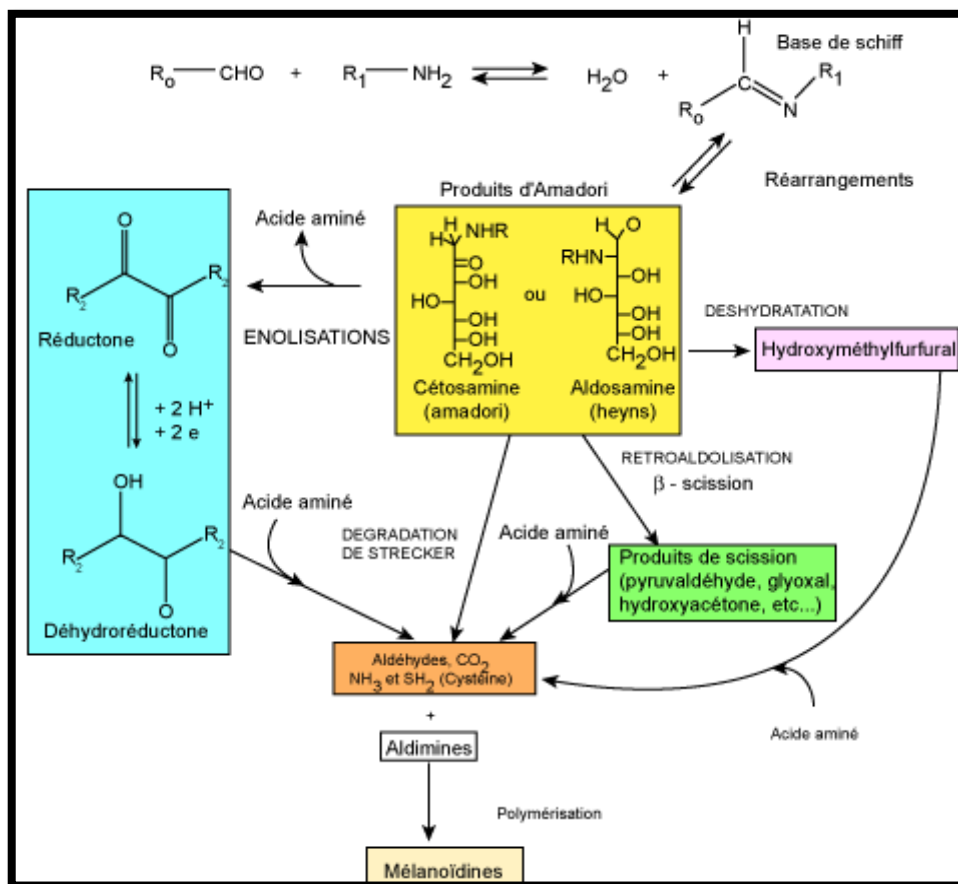 Base de schiff
Ro CHO + R1 NH2 H2O + H C N Ro R1
Réarrangements
Produits d'Amadori
Acide aminé
H H NHR
O
OH
HO
OH
OH
CH2OH
Cétosamine
(amadori)
ou
H O
RHN
OH
HO
OH
OH
CH2OH
Aldosamine
(heyns)
O
R2 R2
O
Réductone
ENOLISATIONS
DESHYDRATATION
Hydroxyméthylfurfural
+ 2 H+
+ 2 e
RETROALDOLISATION
β - scission
OH
R2 R2
O
Déhydroréductone
Acide aminé
DEGRADATION
DE STRECKER
Acide aminé
Produits de scission
(pyruvaldéhyde, glyoxal,
hydroxyacétone, etc...)
Aldéhydes, CO2
NH3 et SH2 (Cystéine)
+
Aldimines
Acide aminé
Polymérisation
Mélanoïdines